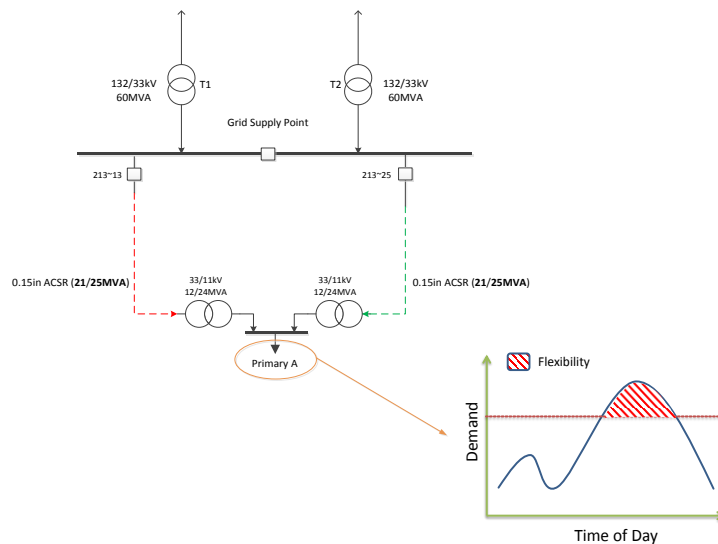 132/33kV
60MVA
T1
T2
132/33kV
60MVA
Grid Supply Point
213~13
213~25
0.15in ACSR (21/25MVA)
33/11kV
12/24MVA
33/11kV
12/24MVA
0.15in ACSR (21/25MVA)
Primary A
Flexibility
Demand
Time of Day